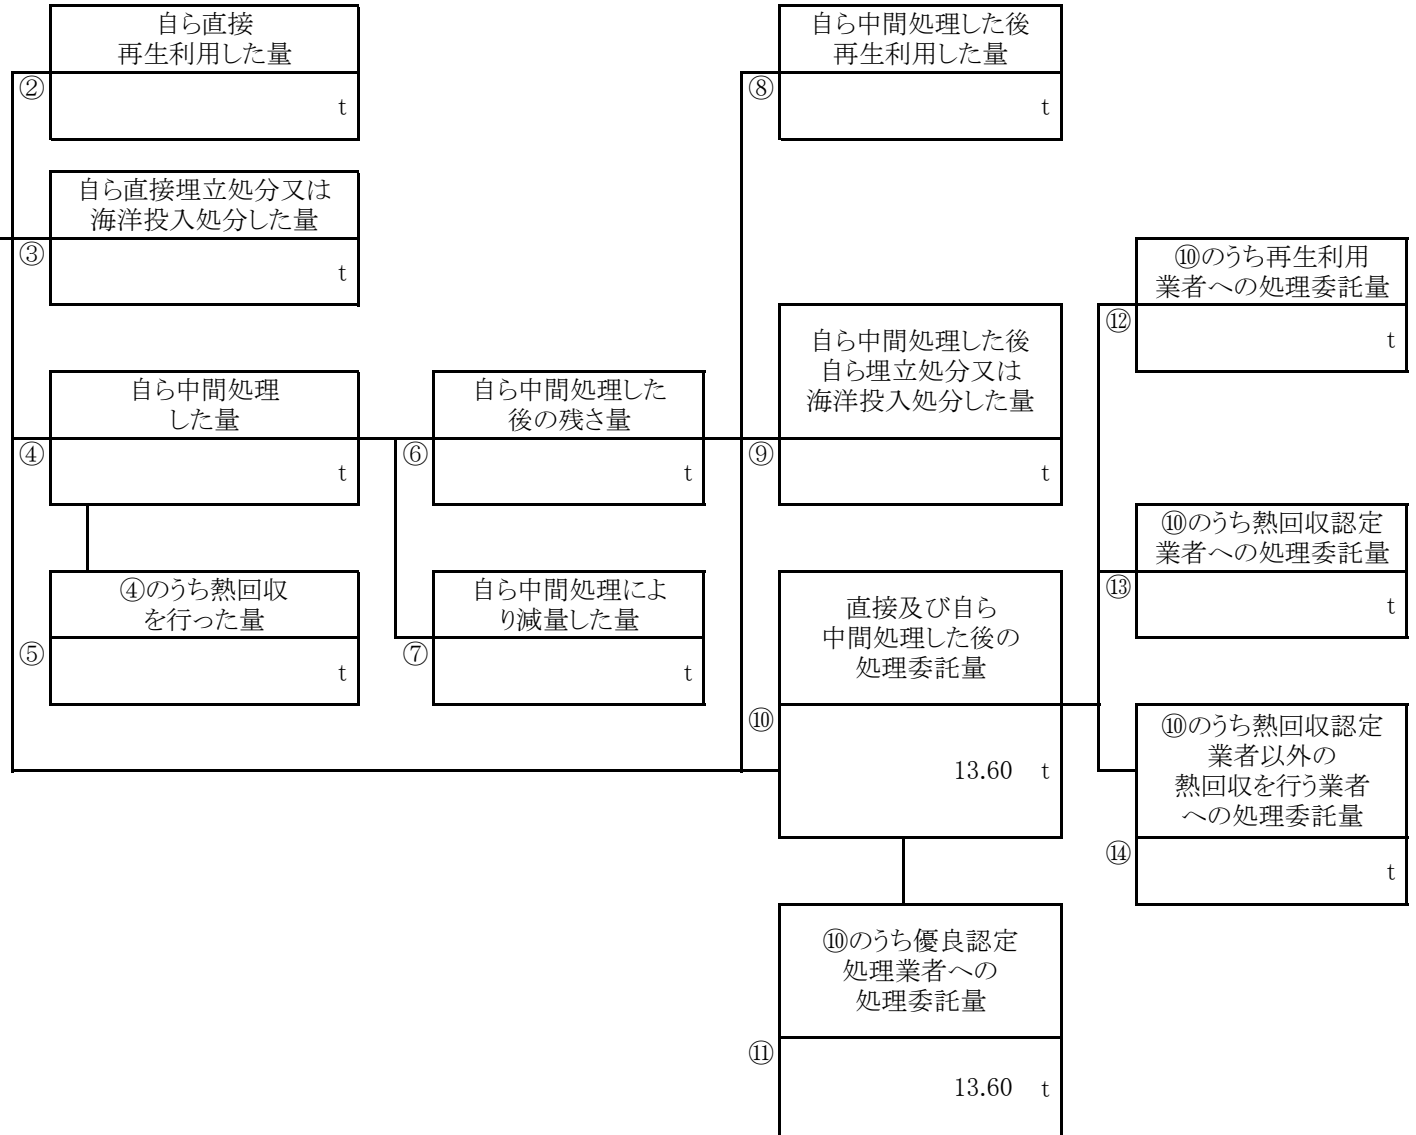 自ら直接
再生利用した量
②
t
自ら直接埋立処分又は
海洋投入処分した量
③
t
自ら中間処理
した量
④
t
④のうち熱回収
を行った量
⑤
t
自ら中間処理した
後の残さ量
⑥
t
自ら中間処理によ
り減量した量
⑦
t
自ら中間処理した後
再生利用した量
⑧
t
自ら中間処理した後
自ら埋立処分又は
海洋投入処分した量
⑨
t
直接及び自ら
中間処理した後の
処理委託量
⑩
13.60 t
⑩のうち優良認定
処理業者への
処理委託量
⑪
13.60 t
⑩のうち再生利用
業者への処理委託量
⑫
t
⑩のうち熱回収認定
業者への処理委託量
⑬
t
⑩のうち熱回収認定
業者以外の
熱回収を行う業者
への処理委託量
⑭
t